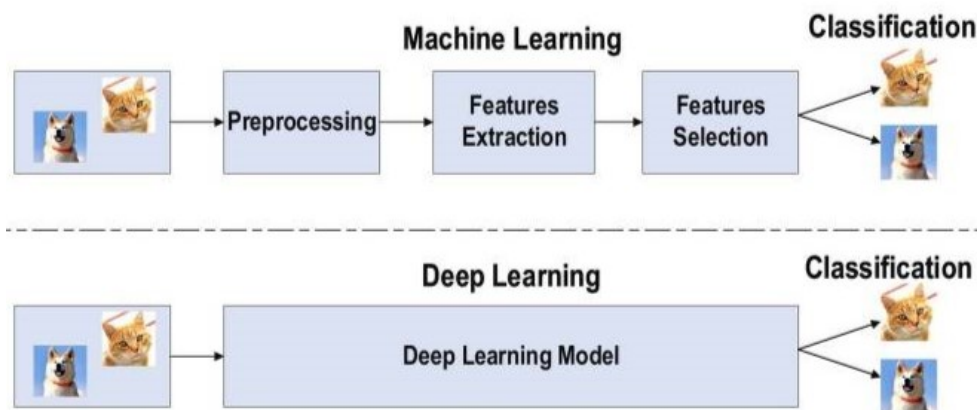 Machine Learning
Classification
Preprocessing
Features
Extraction
Features
Selection
Deep Learning
Classification
Deep Learning Model